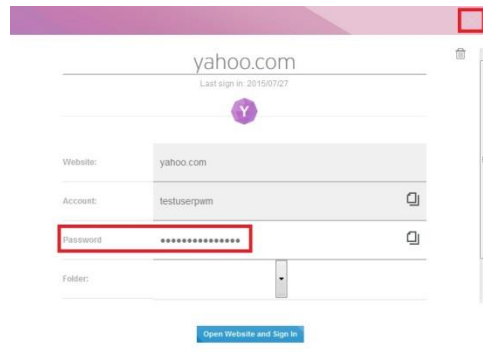 yahoo.com
Last sign in: 2015/07/27
Y
Website: yahoo.com
Account: testuserpwm
Password ●●●●●●●●●●●●●●●
Folder:
Open Website and Sign In